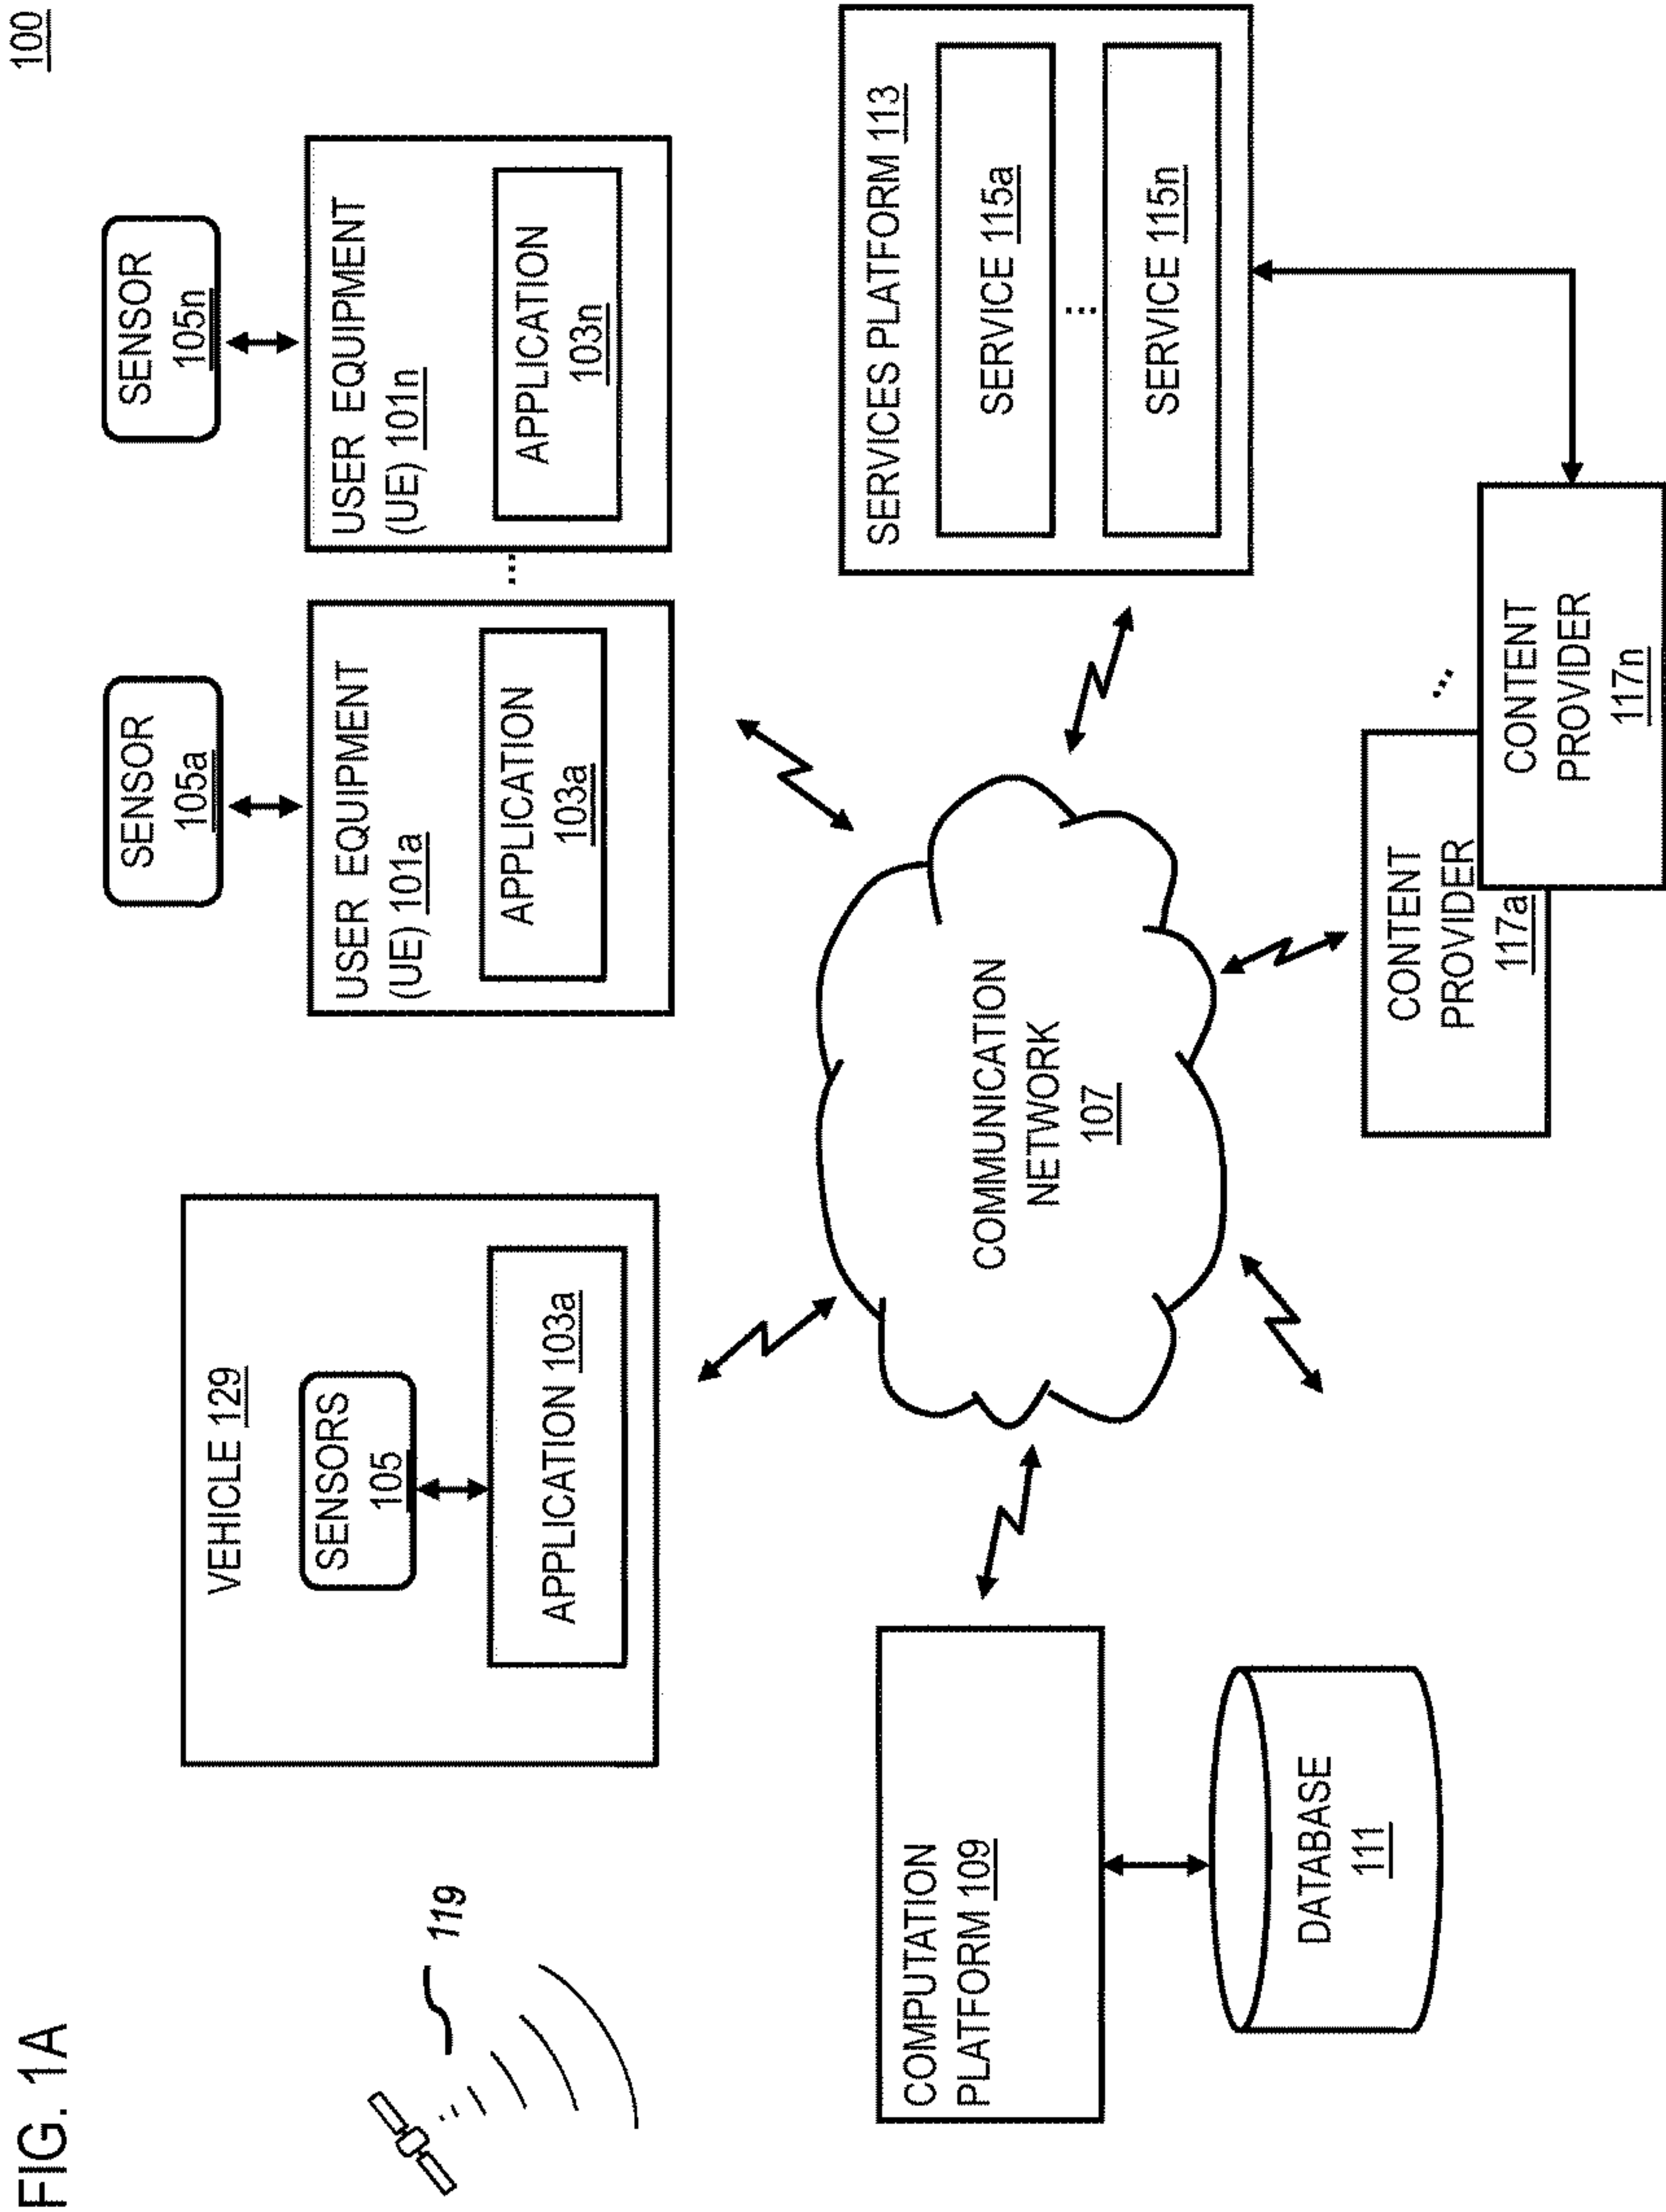 FIG. 1A
100
119
VEHICLE 129
SENSORS
105
APPLICATION 103a
SENSOR
105a
USER EQUIPMENT
(UE) 101a
APPLICATION
103a
...
SENSOR
105n
USER EQUIPMENT
(UE) 101n
APPLICATION
103n
COMPUTATION
PLATFORM 109
DATABASE
111
COMMUNICATION
NETWORK
107
SERVICES PLATFORM 113
SERVICE 115a
...
SERVICE 115n
CONTENT
PROVIDER
117a
...
CONTENT
PROVIDER
117n